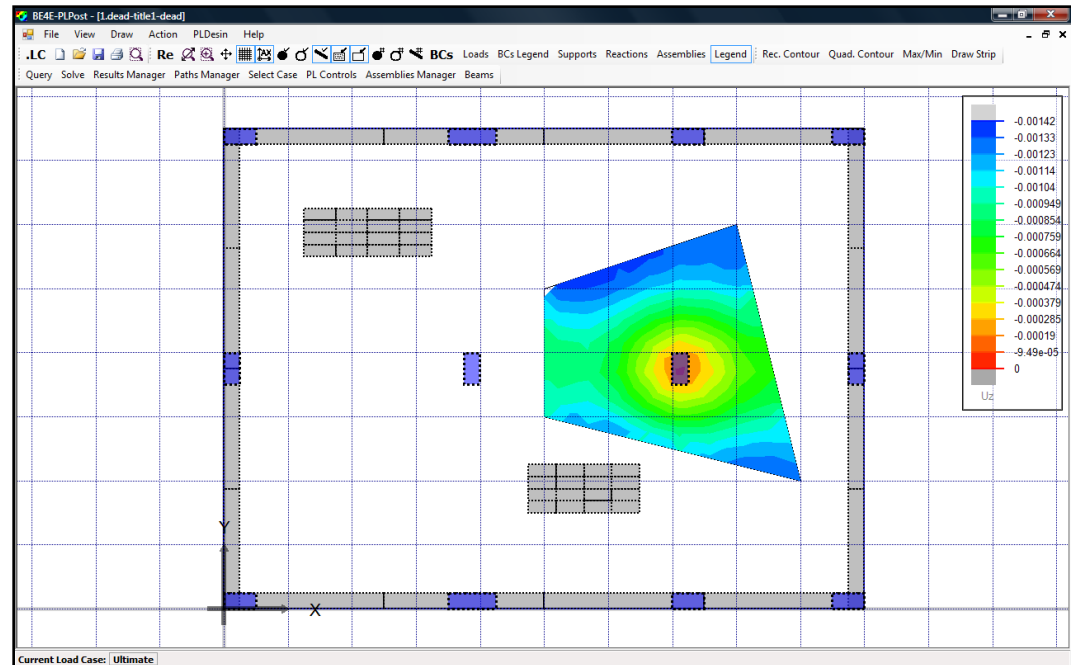 BE4E-PLPost - [1.dead-title1-dead]
File View Draw Action PLDesin Help
.LC Re BCs Loads BCs Legend Supports Reactions Assemblies Legend Rec. Contour Quad. Contour Max/Min Draw Strip
Query Solve Results Manager Paths Manager Select Case PL Controls Assemblies Manager Beams
-0.00142
-0.00133
-0.00123
-0.00114
-0.00104
-0.000949
-0.000854
-0.000759
-0.000664
-0.000569
-0.000474
-0.000379
-0.000285
-0.00019
-9.49e-05
0
Uz
Y
X
Current Load Case: Ultimate